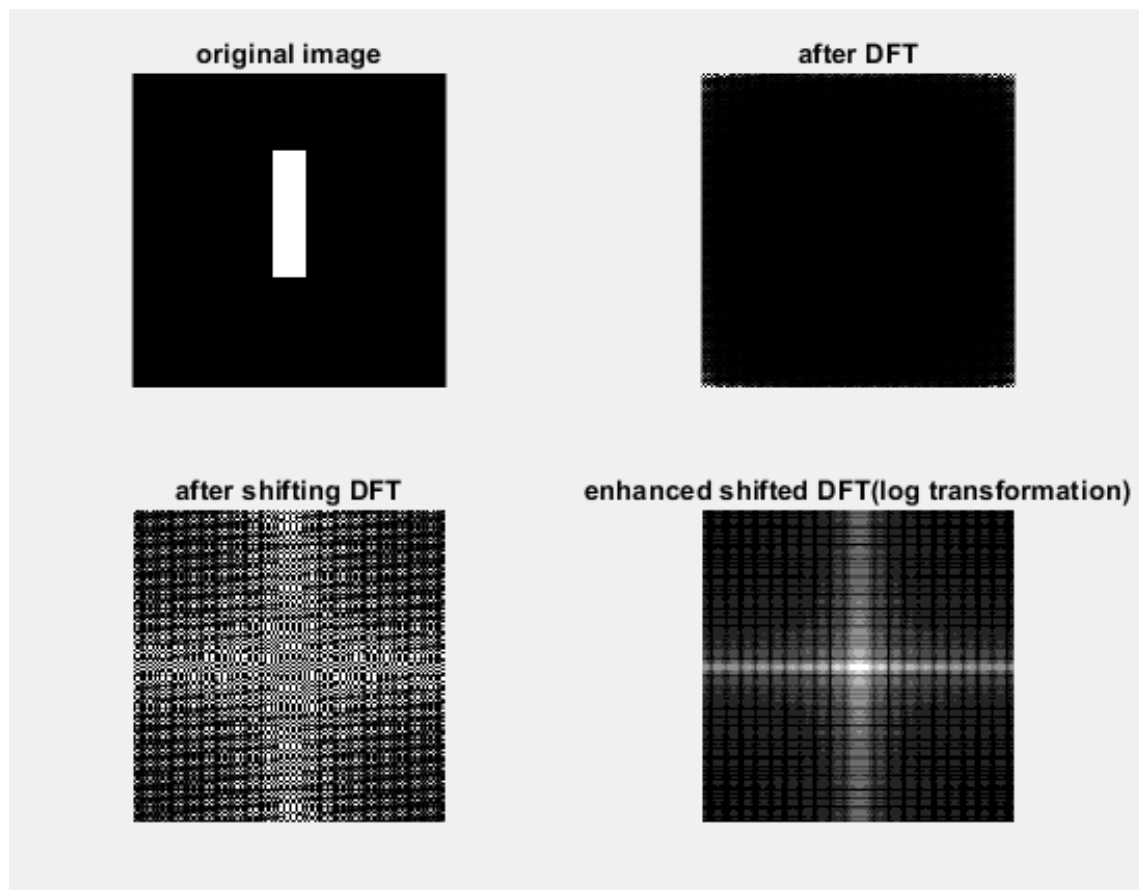 original image
after DFT
after shifting DFT
enhanced shifted DFT(log transformation)